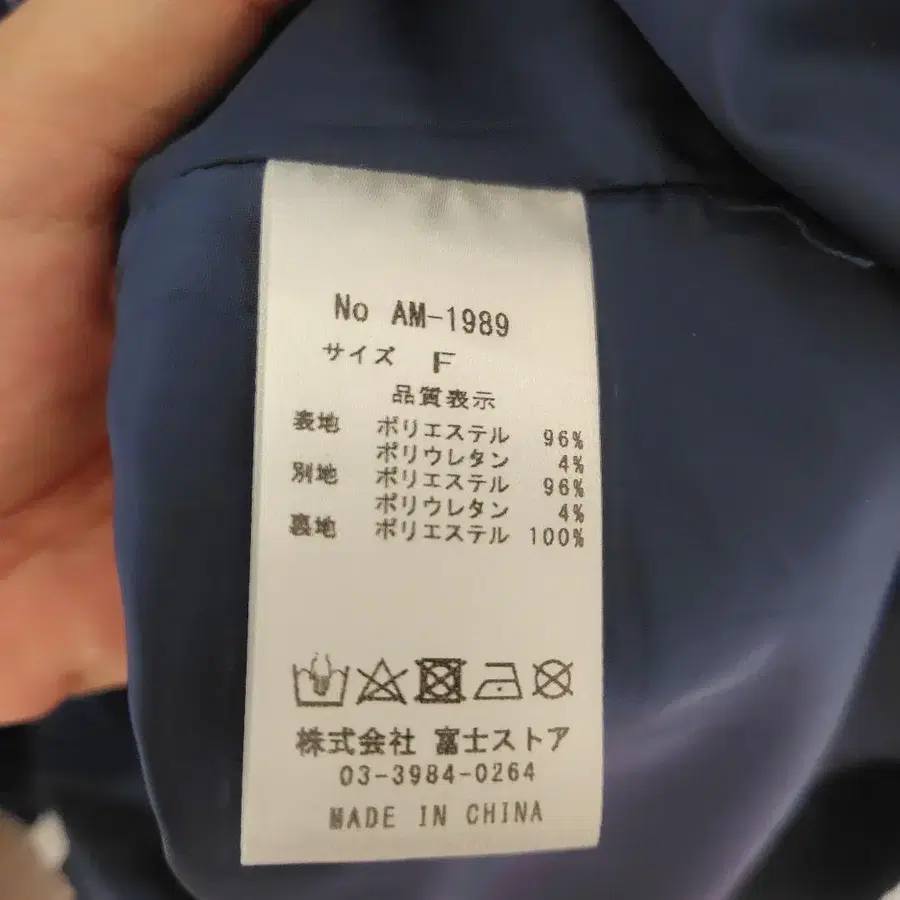 No AM-1989
サイズ F
品質表示
表地 ポリエステル 96%
ポリウレタン 4%
別地 ポリエステル 96%
ポリウレタン 4%
裏地 ポリエステル 100%
株式会社 富士ストア
03-3984-0264
MADE IN CHINA